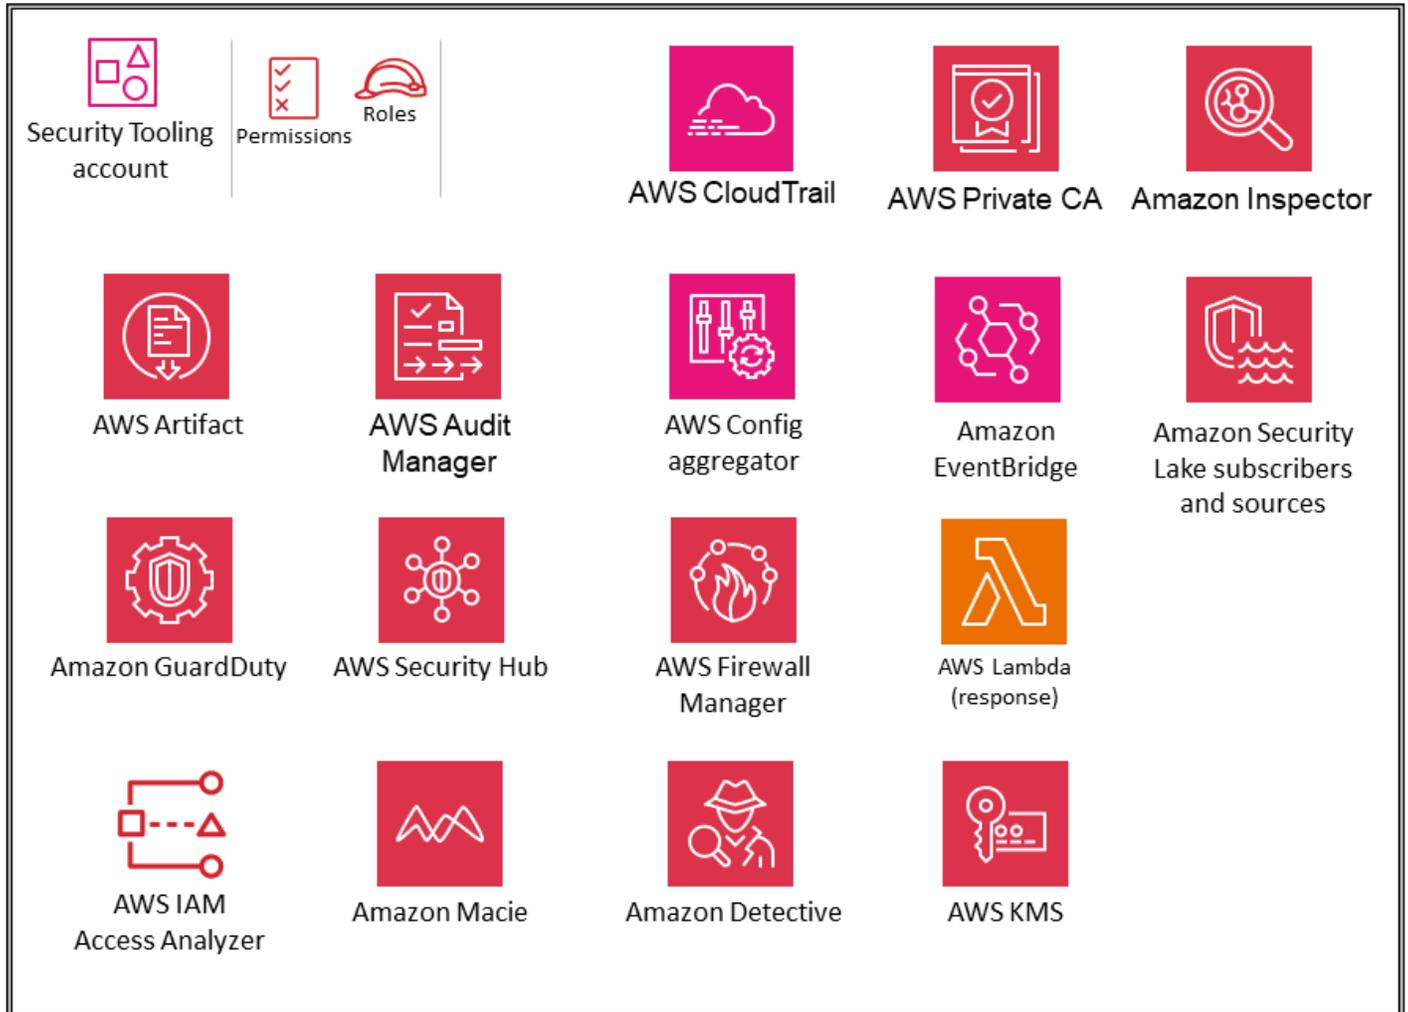 Security Tooling
account
Permissions
Roles
AWS CloudTrail
AWS Private CA
Amazon Inspector
AWS Artifact
AWS Audit
Manager
AWS Config
aggregator
Amazon
EventBridge
Amazon Security
Lake subscribers
and sources
Amazon GuardDuty
AWS Security Hub
AWS Firewall
Manager
AWS Lambda
(response)
AWS IAM
Access Analyzer
Amazon Macie
Amazon Detective
AWS KMS